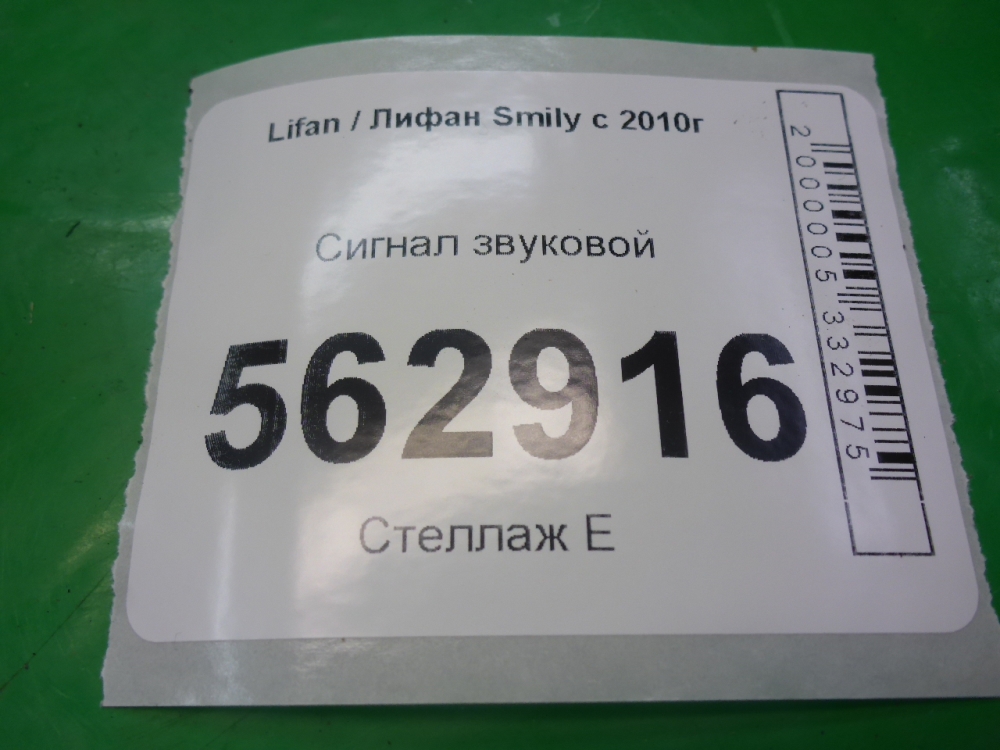 Lifan / Лифан Smily с 2010г
Сигнал звуковой
562916
Стеллаж Е
2000005332975